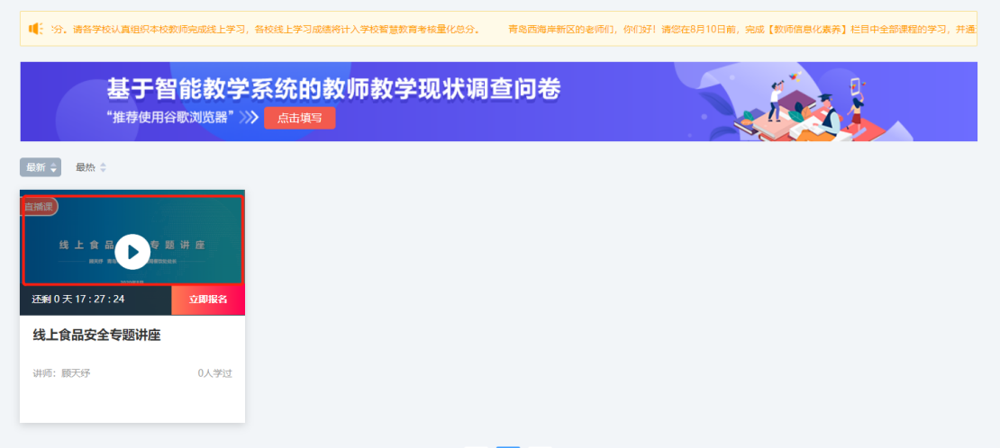 分。请各学校认真组织本校教师完成线上学习，各校线上学习成绩将计入学校智慧教育考核量化总分。 青岛西海岸新区的老师们，你们好！请您在8月10日前，完成【教师信息化素养】栏目中全部课程的学习，并通
基于智能教学系统的教师教学现状调查问卷
“推荐使用谷歌浏览器” 点击填写
最新 最热
直播课
线上食品 专题讲座
还剩 0 天 17 : 27 : 24 立即报名
线上食品安全专题讲座
讲师：顾天纾 0人学过